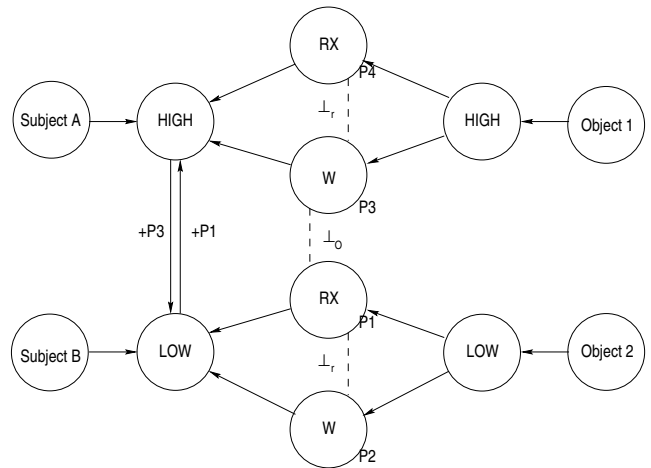 RX
P4
Subject A
HIGH
⊥r
HIGH
Object 1
W
P3
+P3
+P1
⊥O
RX
P1
Subject B
LOW
⊥r
LOW
Object 2
W
P2